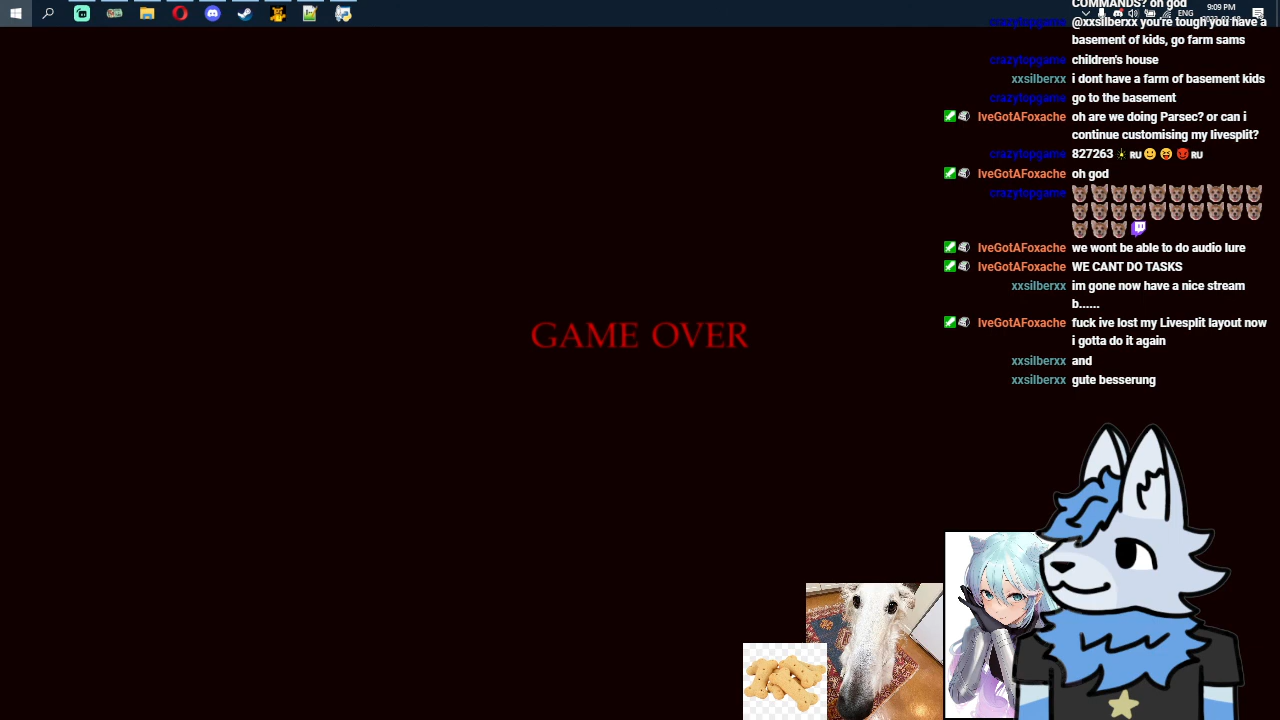 COMMANDS? oh god
ENG
9:09 PM
crazytopgame @xxsilberxx you're tough you have a
basement of kids, go farm sams
crazytopgame children's house
xxsilberxx i dont have a farm of basement kids
crazytopgame go to the basement
IveGotAFoxache oh are we doing Parsec? or can i
continue customising my livesplit?
crazytopgame 827263 RU RU
IveGotAFoxache oh god
crazytopgame
IveGotAFoxache we wont be able to do audio lure
IveGotAFoxache WE CANT DO TASKS
xxsilberxx im gone now have a nice stream
b......
IveGotAFoxache fuck ive lost my Livesplit layout now
i gotta do it again
xxsilberxx and
xxsilberxx gute besserung
GAME OVER